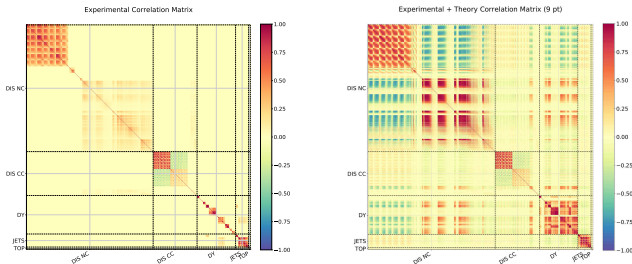 Experimental Correlation Matrix
DIS NC
DIS CC
DY
JETS
TOP
DIS NC
DIS CC
DY
JETS
TOP
1.00
0.75
0.50
0.25
0.00
−0.25
−0.50
−0.75
−1.00
Experimental + Theory Correlation Matrix (9 pt)
DIS NC
DIS CC
DY
JETS
TOP
DIS NC
DIS CC
DY
JETS
TOP
1.00
0.75
0.50
0.25
0.00
−0.25
−0.50
−0.75
−1.00